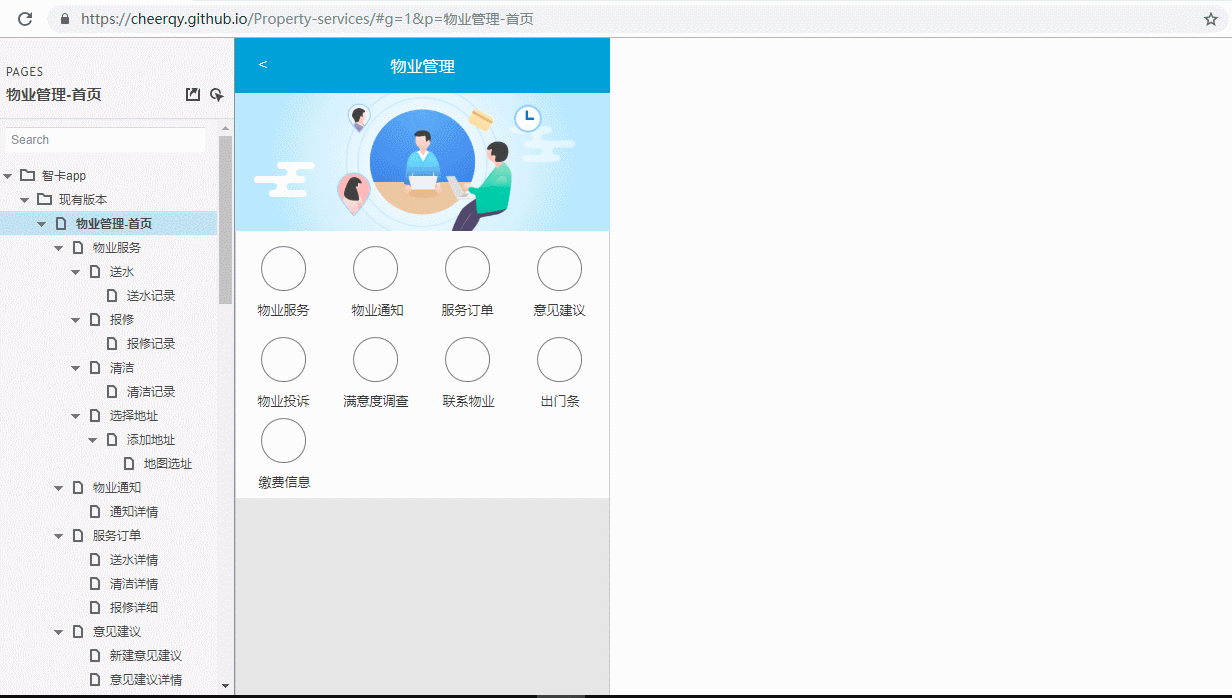 https://cheerqy.github.io/Property-services/#g=1&p=物业管理-首页
PAGES
物业管理-首页
Search
智卡app
现有版本
物业管理-首页
物业服务
送水
送水记录
报修
报修记录
清洁
清洁记录
选择地址
添加地址
地图选址
物业通知
通知详情
服务订单
送水详情
清洁详情
报修详细
意见建议
新建意见建议
意见建议详情
< 物业管理
物业服务 物业通知 服务订单 意见建议
物业投诉 满意度调查 联系物业 出门条
缴费信息